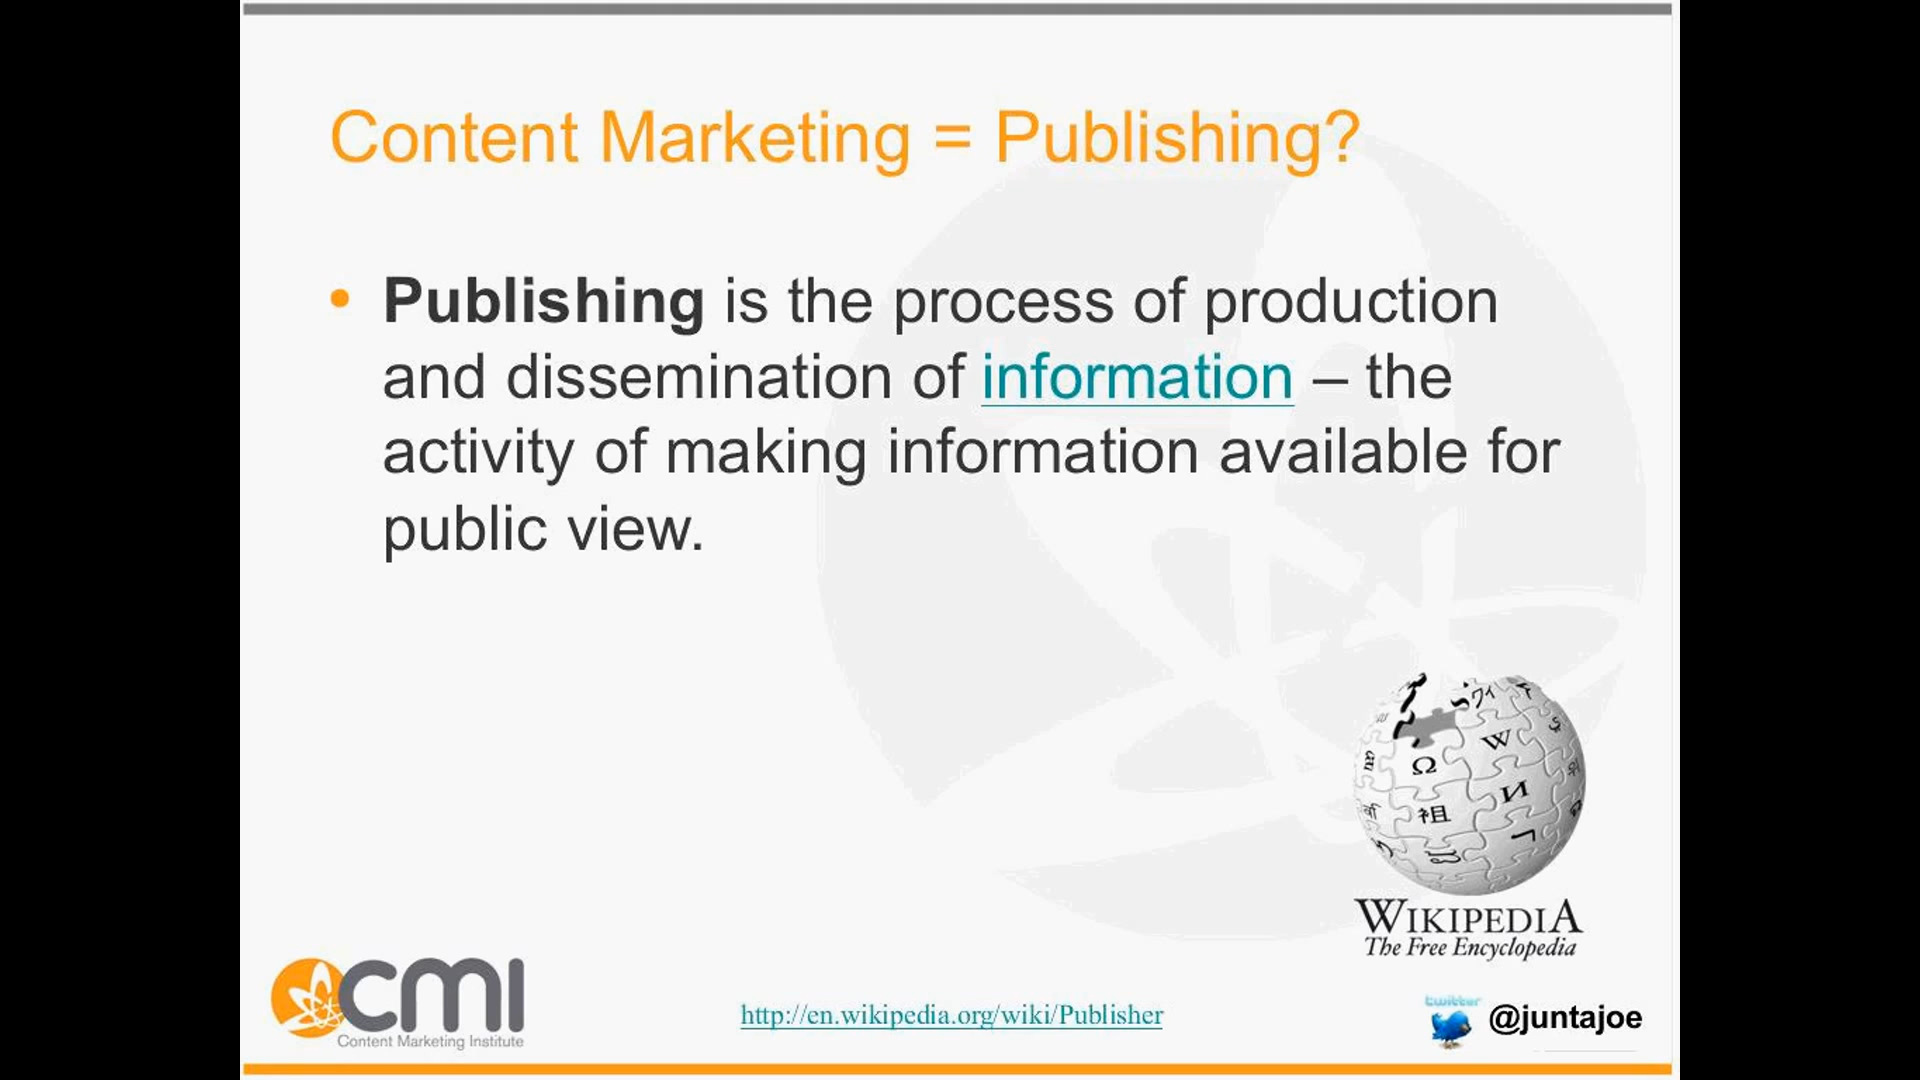 Content Marketing = Publishing?
• Publishing is the process of production
and dissemination of information – the
activity of making information available for
public view.
Ω
W
И
祖
WIKIPEDIA
The Free Encyclopedia
cmi
Content Marketing Institute
http://en.wikipedia.org/wiki/Publisher
twitter
@juntajoe